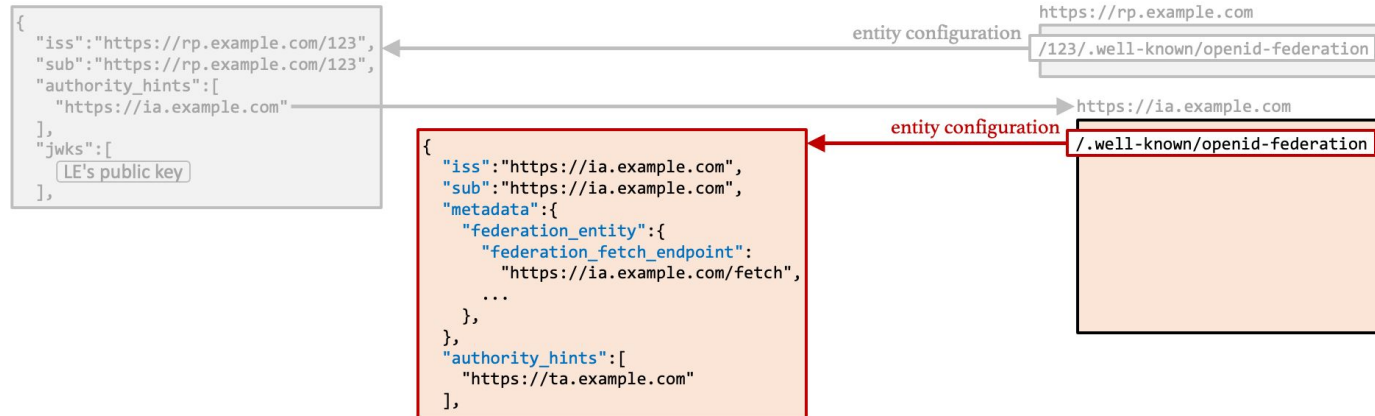 https://rp.example.com
entity configuration
/123/.well-known/openid-federation
{
"iss":"https://rp.example.com/123",
"sub":"https://rp.example.com/123",
"authority_hints":[
"https://ia.example.com"
],
"jwks":[
LE's public key
],
https://ia.example.com
entity configuration
/.well-known/openid-federation
{
"iss":"https://ia.example.com",
"sub":"https://ia.example.com",
"metadata":{
"federation_entity":{
"federation_fetch_endpoint":
"https://ia.example.com/fetch",
...
},
},
"authority_hints":[
"https://ta.example.com"
],